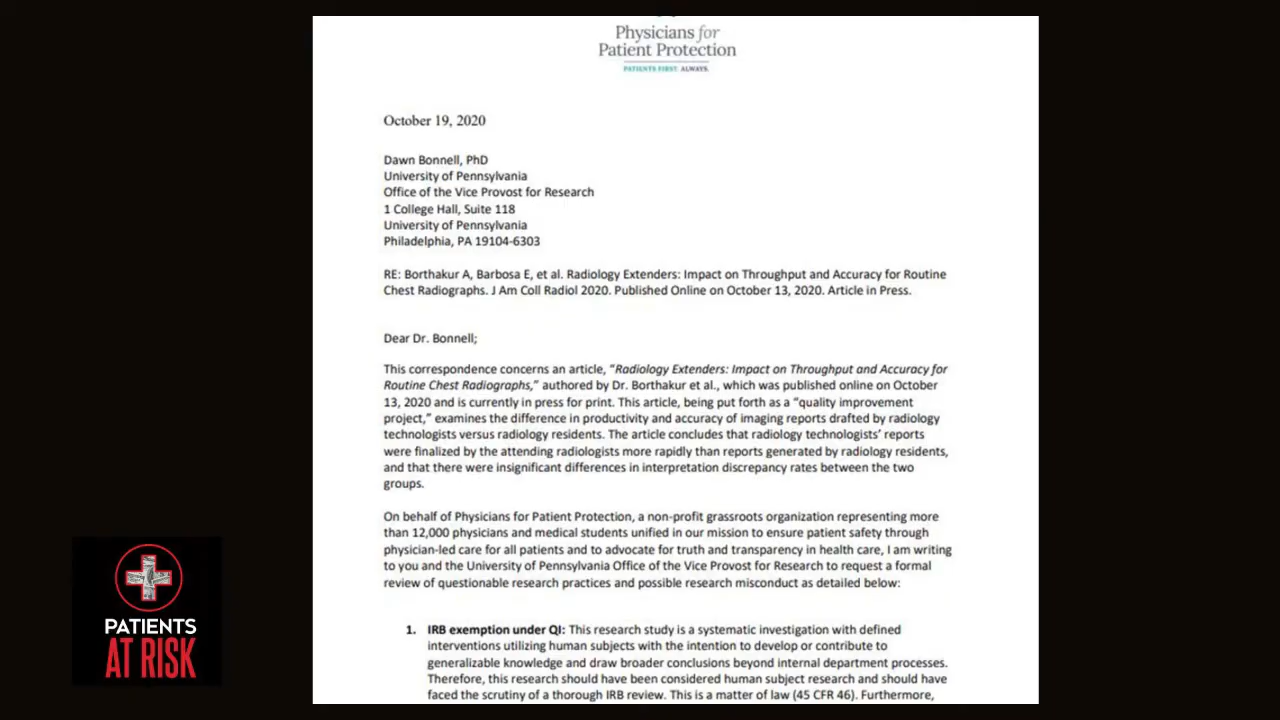 Physicians for
Patient Protection
PATIENTS FIRST. ALWAYS.
October 19, 2020
Dawn Bonnell, PhD
University of Pennsylvania
Office of the Vice Provost for Research
1 College Hall, Suite 118
University of Pennsylvania
Philadelphia, PA 19104-6303
RE: Borthakur A, Barbosa E, et al. Radiology Extenders: Impact on Throughput and Accuracy for Routine
Chest Radiographs. J Am Coll Radiol 2020. Published Online on October 13, 2020. Article in Press.
Dear Dr. Bonnell;
This correspondence concerns an article, “Radiology Extenders: Impact on Throughput and Accuracy for
Routine Chest Radiographs,” authored by Dr. Borthakur et al., which was published online on October
13, 2020 and is currently in press for print. This article, being put forth as a “quality improvement
project,” examines the difference in productivity and accuracy of imaging reports drafted by radiology
technologists versus radiology residents. The article concludes that radiology technologists’ reports
were finalized by the attending radiologists more rapidly than reports generated by radiology residents,
and that there were insignificant differences in interpretation discrepancy rates between the two
groups.
On behalf of Physicians for Patient Protection, a non-profit grassroots organization representing more
than 12,000 physicians and medical students unified in our mission to ensure patient safety through
physician-led care for all patients and to advocate for truth and transparency in health care, I am writing
to you and the University of Pennsylvania Office of the Vice Provost for Research to request a formal
review of questionable research practices and possible research misconduct as detailed below:
1. IRB exemption under QI: This research study is a systematic investigation with defined
interventions utilizing human subjects with the intention to develop or contribute to
generalizable knowledge and draw broader conclusions beyond internal department processes.
Therefore, this research should have been considered human subject research and should have
faced the scrutiny of a thorough IRB review. This is a matter of law (45 CFR 46). Furthermore,
PATIENTS
AT RISK